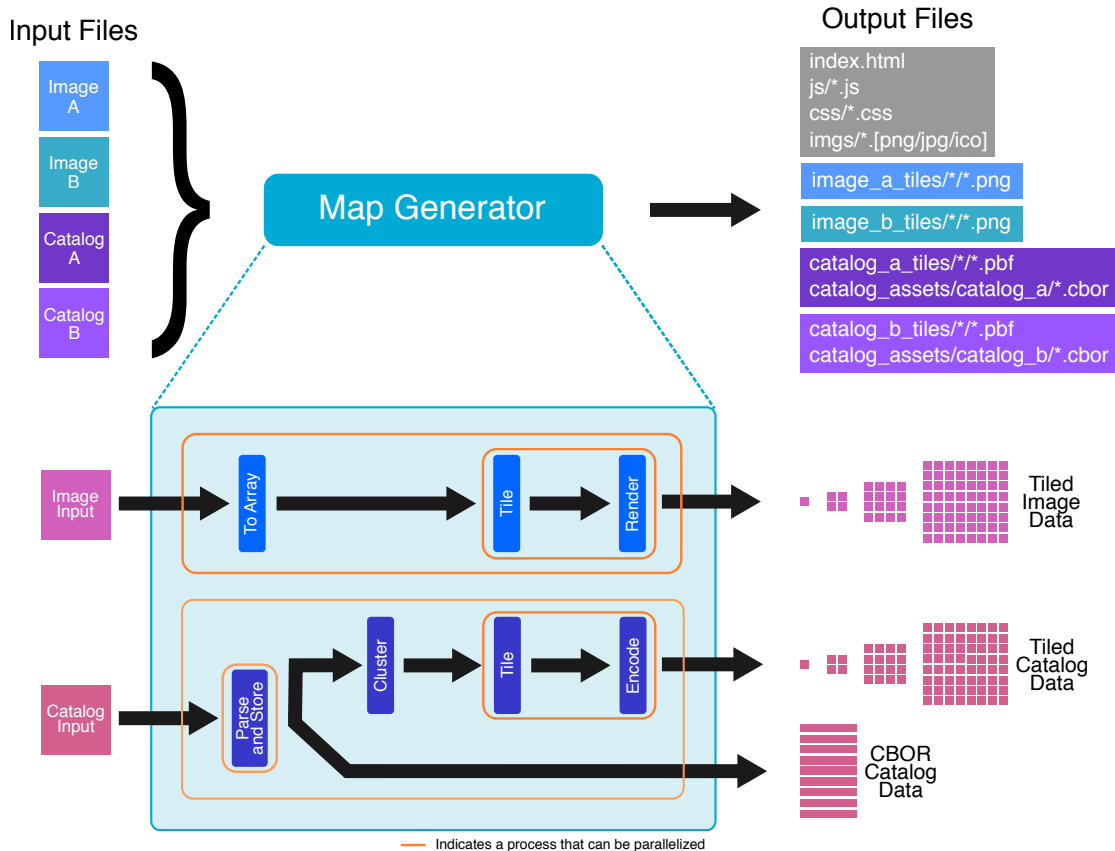 Input Files
Image
A
Image
B
Catalog
A
Catalog
B
Map Generator
Output Files
index.html
js/*.js
css/*.css
imgs/*.[png/jpg/ico]
image_a_tiles/*/*.png
image_b_tiles/*/*.png
catalog_a_tiles/*/*.pbf
catalog_assets/catalog_a/*.cbor
catalog_b_tiles/*/*.pbf
catalog_assets/catalog_b/*.cbor
Image
Input
To Array
Tile
Render
Tiled
Image
Data
Catalog
Input
Parse
and Store
Cluster
Tile
Encode
Tiled
Catalog
Data
CBOR
Catalog
Data
Indicates a process that can be parallelized